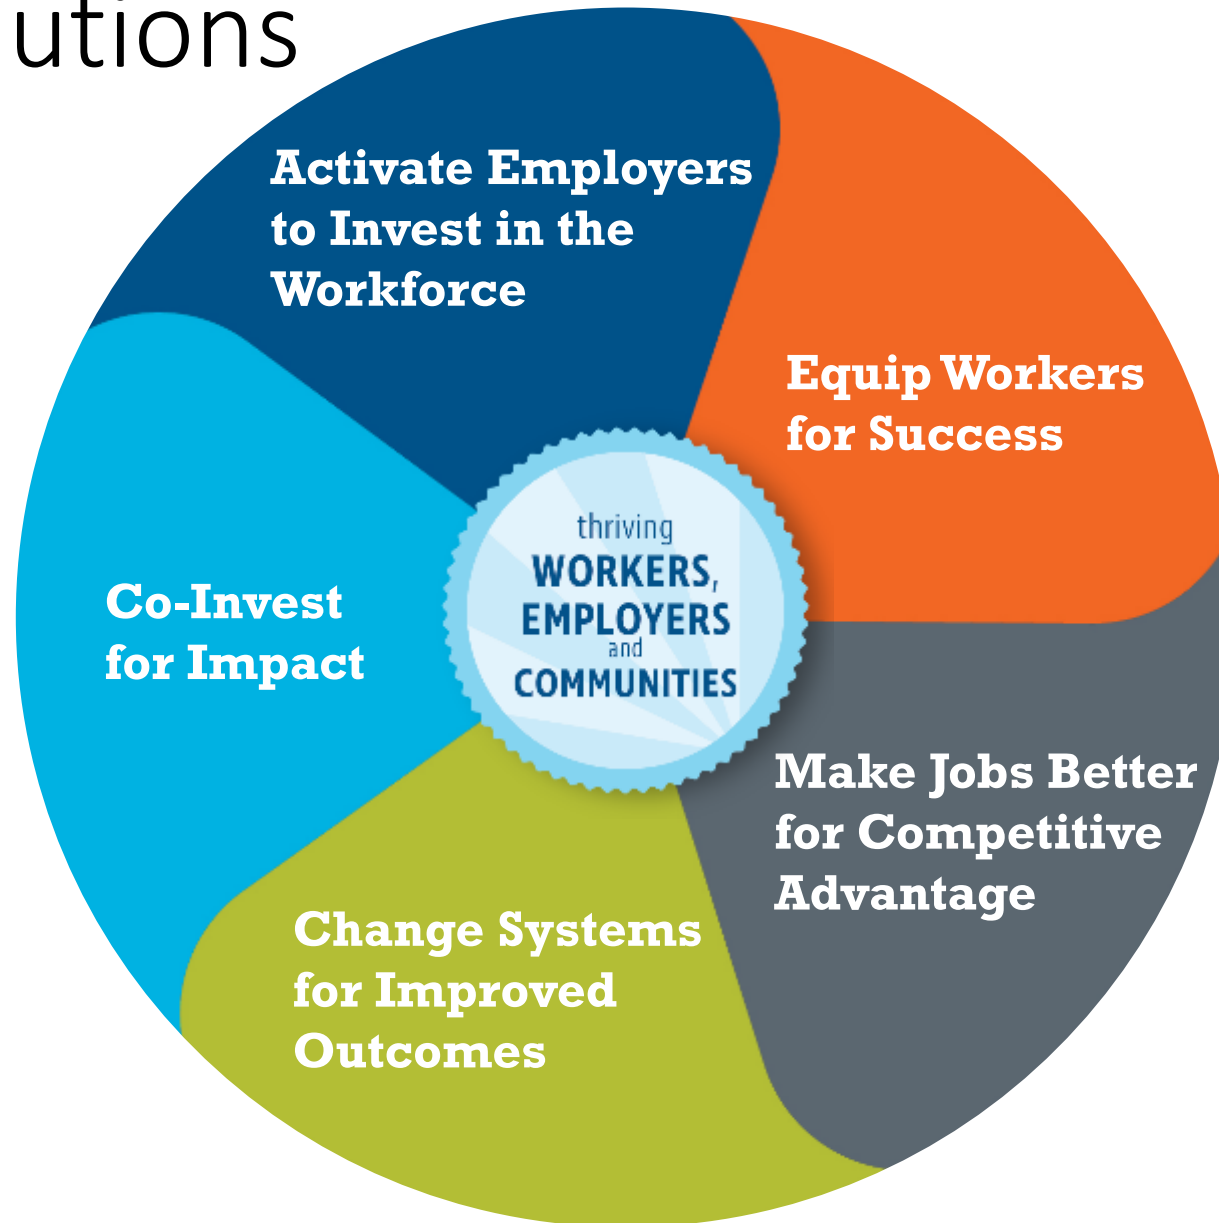 utions
Activate Employers
to Invest in the
Workforce
Equip Workers
for Success
thriving
WORKERS,
EMPLOYERS
and
COMMUNITIES
Co-Invest
for Impact
Make Jobs Better
for Competitive
Advantage
Change Systems
for Improved
Outcomes